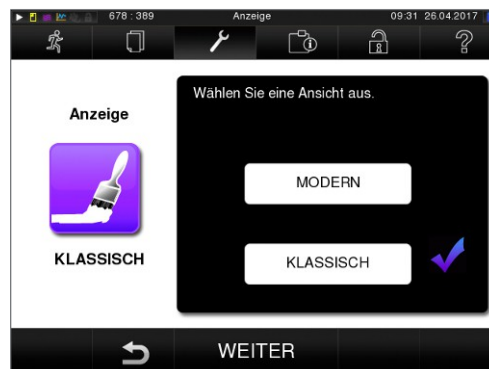 678 : 389 Anzeige 09:31 26.04.2017
Anzeige
KLASSISCH
Wählen Sie eine Ansicht aus.
MODERN
KLASSISCH
WEITER